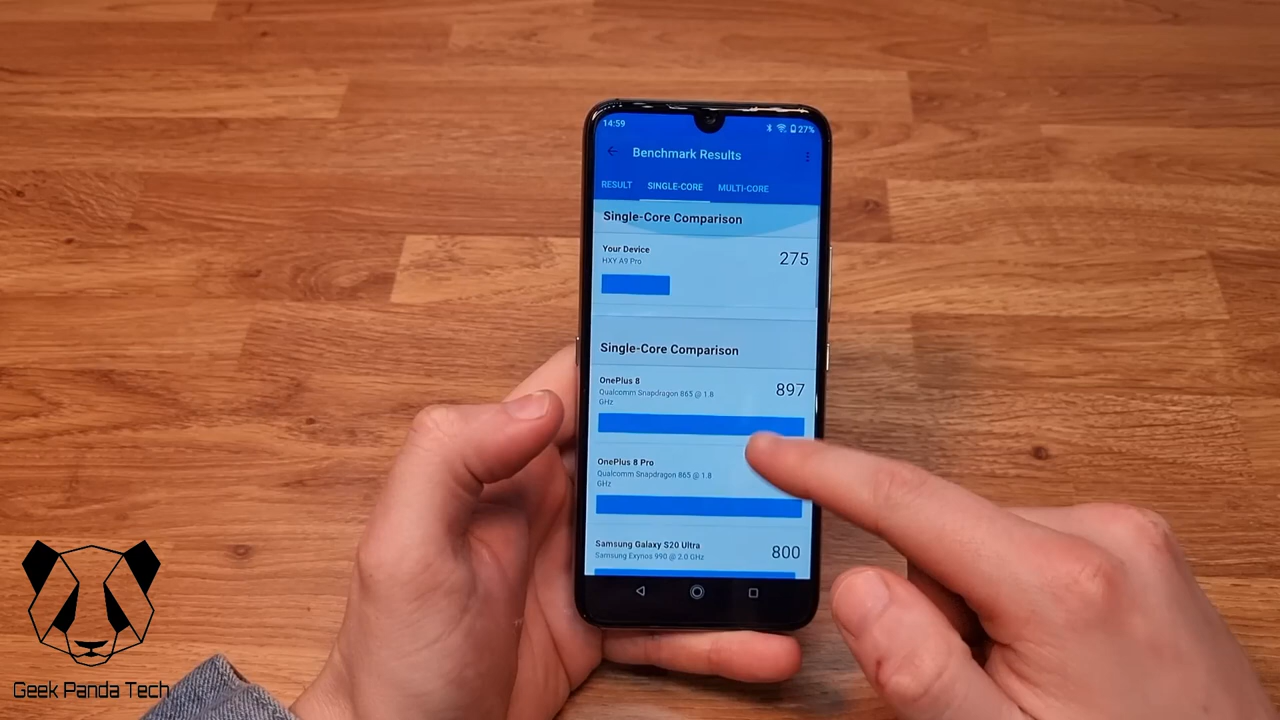 14:59
27%
Benchmark Results
RESULT SINGLE-CORE MULTI-CORE
Single-Core Comparison
Your Device
HXY A9 Pro
275
Single-Core Comparison
OnePlus 8
Qualcomm Snapdragon 865 @ 1.8
GHz
897
OnePlus 8 Pro
Qualcomm Snapdragon 865 @ 1.8
GHz
Samsung Galaxy S20 Ultra
Samsung Exynos 990 @ 2.0 GHz
800
Geek Panda Tech